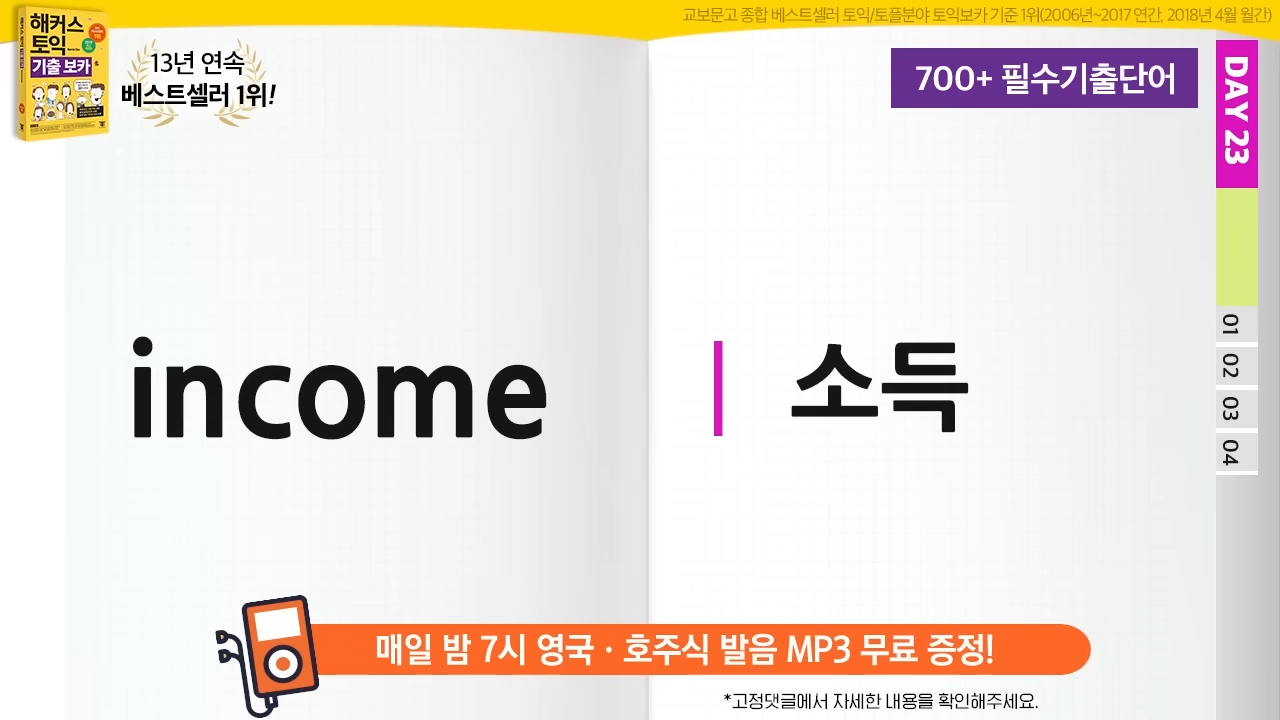 교보문고 종합 베스트셀러 토익/토플분야 토익보카 기준 1위(2006년~2017 연간, 2018년 4월 월간)
해커스
토익
기출 보카
13년 연속
베스트셀러 1위!
700+ 필수기출단어
DAY 23
income
소득
01
02
03
04
매일 밤 7시 영국 · 호주식 발음 MP3 무료 증정!
*고정댓글에서 자세한 내용을 확인해주세요.